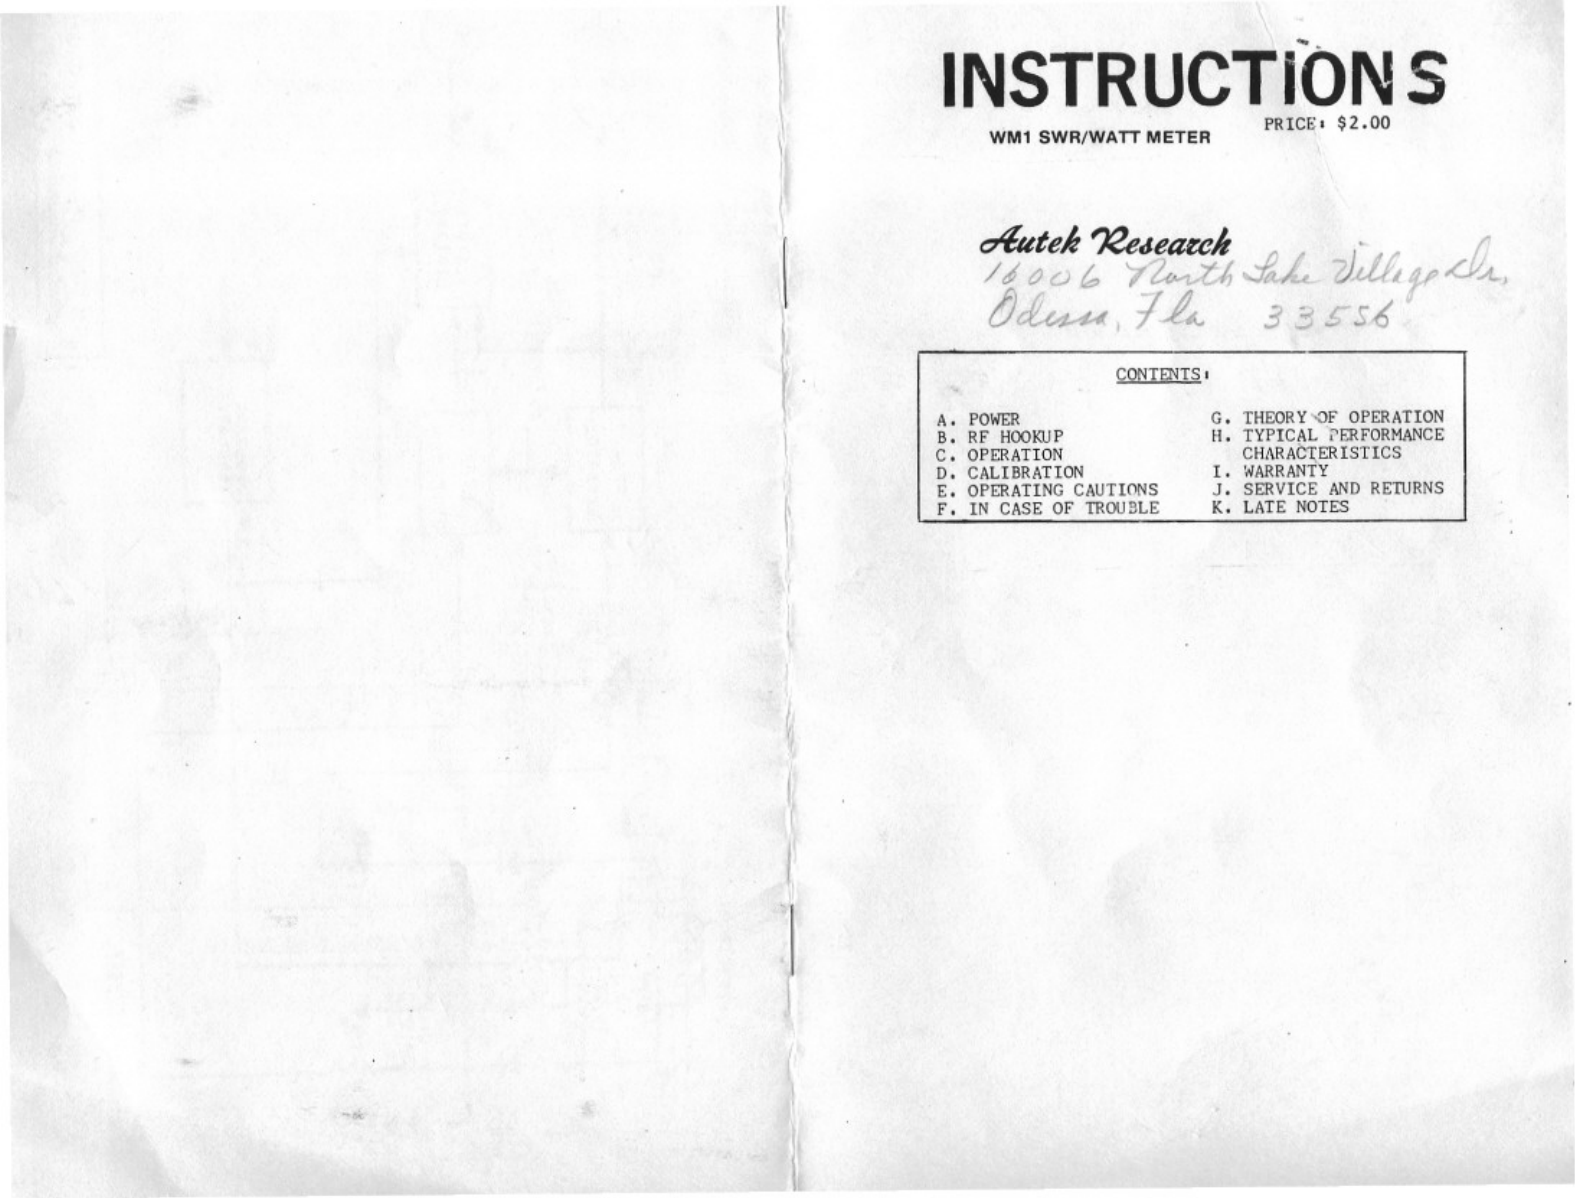 INSTRUCTIONS
PRICE: $2.00
WM1 SWR/WATT METER
Autek Research
16006 North Lake Village Dr.
Odessa, Fla 33556
CONTENTS:
A. POWER
B. RF HOOKUP
C. OPERATION
D. CALIBRATION
E. OPERATING CAUTIONS
F. IN CASE OF TROUBLE
G. THEORY OF OPERATION
H. TYPICAL PERFORMANCE
CHARACTERISTICS
I. WARRANTY
J. SERVICE AND RETURNS
K. LATE NOTES